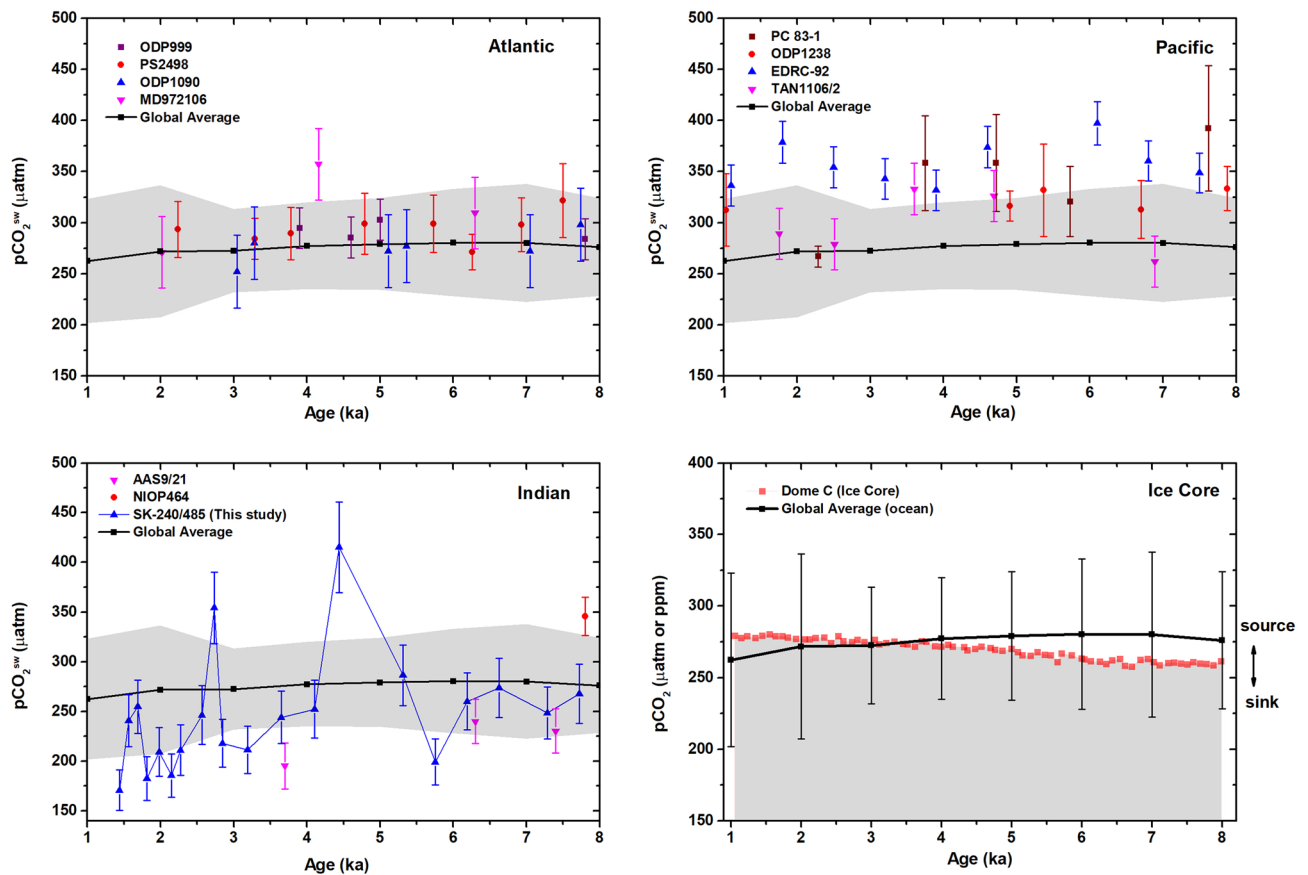 Atlantic
ODP999
PS2498
ODP1090
MD972106
Global Average
500
450
400
350
300
250
200
150
pCO₂ˢʷ (µatm)
1 2 3 4 5 6 7 8
Age (ka)
Pacific
PC 83-1
ODP1238
EDRC-92
TAN1106/2
Global Average
500
450
400
350
300
250
200
150
pCO₂ˢʷ (µatm)
1 2 3 4 5 6 7 8
Age (ka)
Indian
AAS9/21
NIOP464
SK-240/485 (This study)
Global Average
500
450
400
350
300
250
200
150
pCO₂ˢʷ (µatm)
1 2 3 4 5 6 7 8
Age (ka)
Ice Core
Dome C (Ice Core)
Global Average (ocean)
400
350
300
250
200
150
pCO₂ (µatm or ppm)
1 2 3 4 5 6 7 8
Age (ka)
source
sink